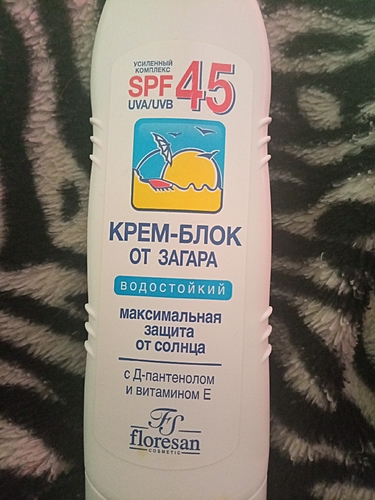 УСИЛЕННЫЙ
КОМПЛЕКС
SPF 45
UVA/UVB
КРЕМ-БЛОК
ОТ ЗАГАРА
ВОДОСТОЙКИЙ
максимальная
защита
от солнца
с Д-пантенолом
и витамином Е
FS
floresan
COSMETIC